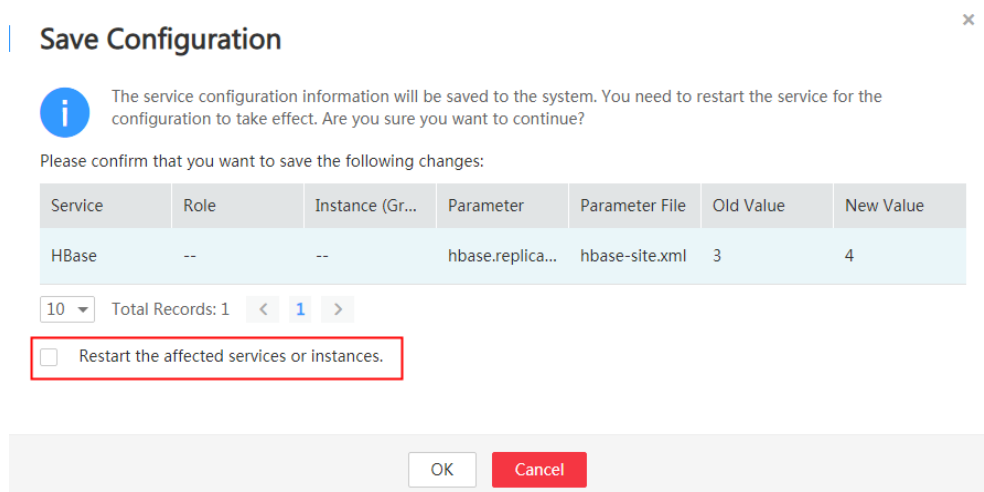 ×
Save Configuration
i
The service configuration information will be saved to the system. You need to restart the service for the
configuration to take effect. Are you sure you want to continue?
Please confirm that you want to save the following changes:
Service Role Instance (Gr... Parameter Parameter File Old Value New Value
HBase -- -- hbase.replica... hbase-site.xml 3 4
10 Total Records: 1 < 1 >
Restart the affected services or instances.
OK Cancel